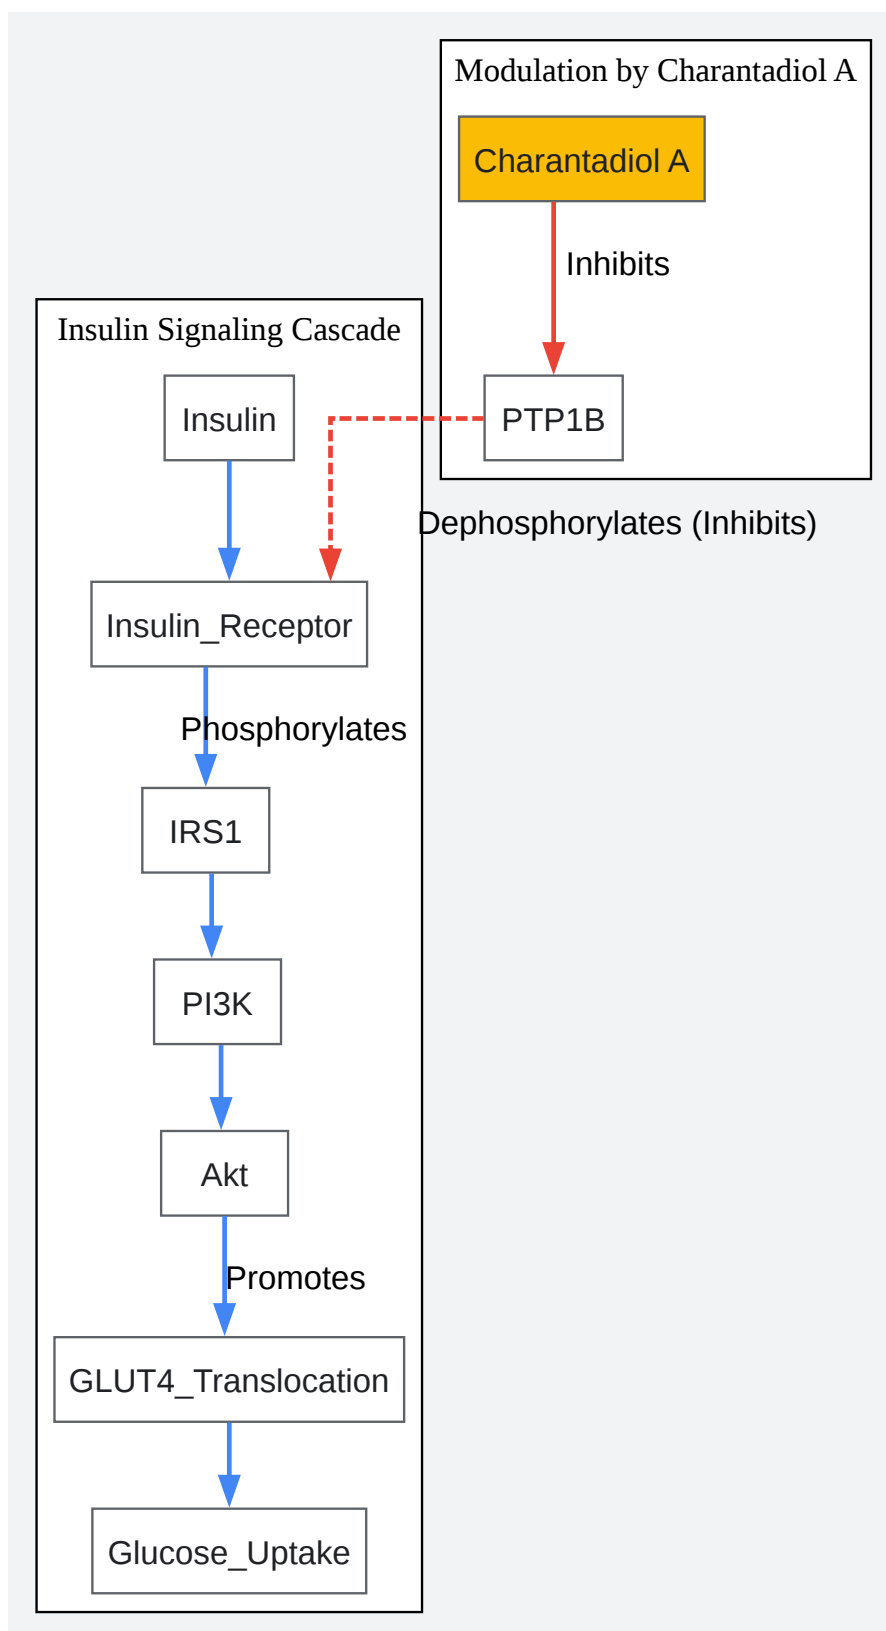 Modulation by Charantadiol A
Charantadiol A
Inhibits
Insulin Signaling Cascade
Insulin
PTP1B
Dephosphorylates (Inhibits)
Insulin_Receptor
Phosphorylates
IRS1
PI3K
Akt
Promotes
GLUT4_Translocation
Glucose_Uptake